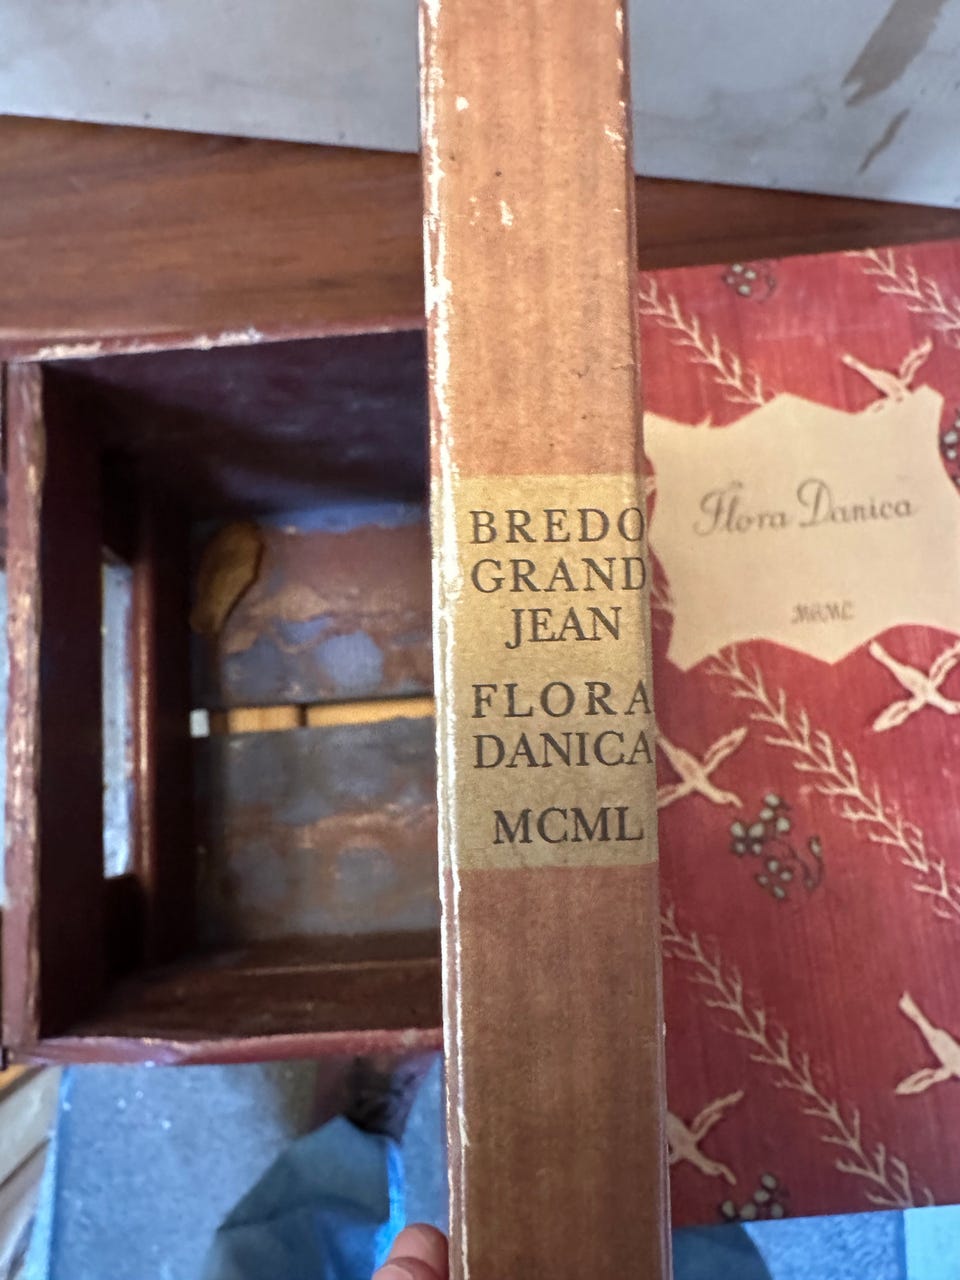 BREDO
GRAND
JEAN
FLORA
DANICA
MCML
Flora Danica
MCML